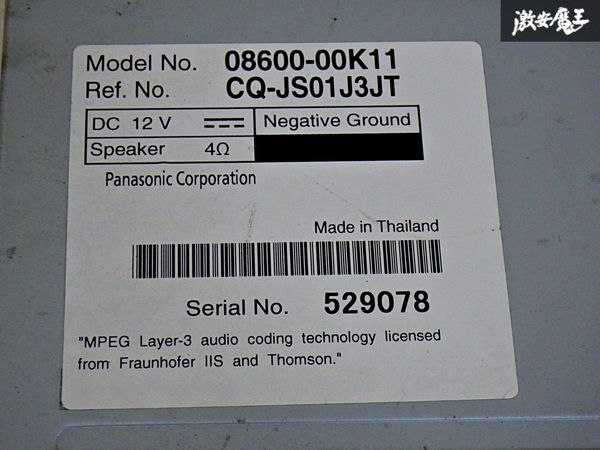 激安魔王
Model No. 08600-00K11
Ref. No. CQ-JS01J3JT
DC 12 V ⎓ Negative Ground
Speaker 4Ω
Panasonic Corporation
Made in Thailand
Serial No. 529078
"MPEG Layer-3 audio coding technology licensed
from Fraunhofer IIS and Thomson."